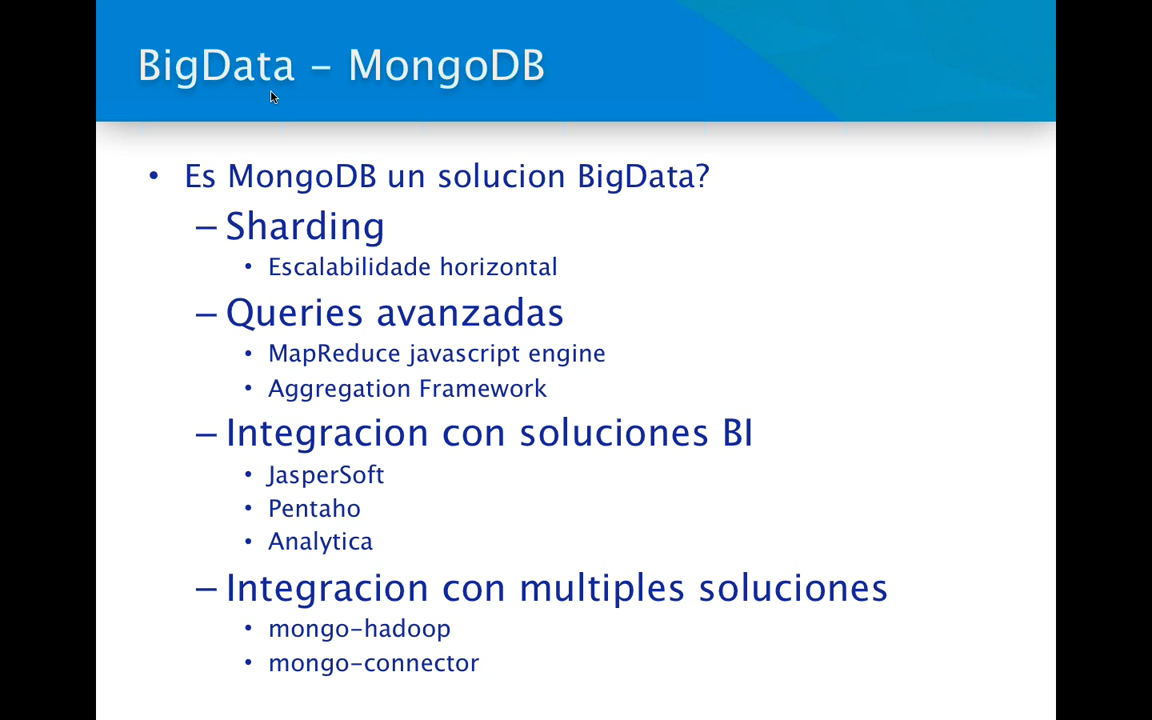 BigData – MongoDB
• Es MongoDB un solucion BigData?
– Sharding
• Escalabilidade horizontal
– Queries avanzadas
• MapReduce javascript engine
• Aggregation Framework
– Integracion con soluciones BI
• JasperSoft
• Pentaho
• Analytica
– Integracion con multiples soluciones
• mongo-hadoop
• mongo-connector